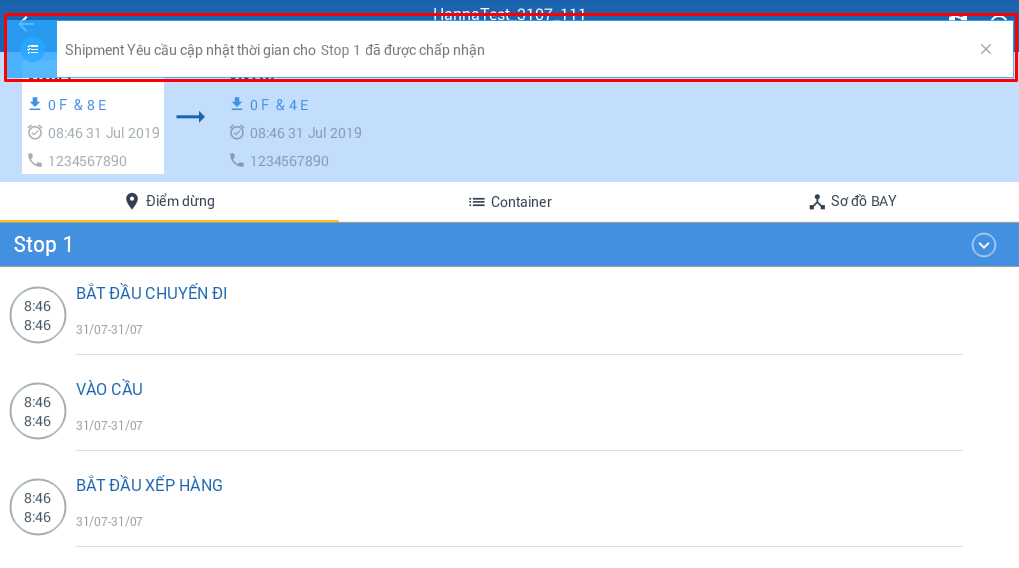 HannaTest_3107_111
Shipment Yêu cầu cập nhật thời gian cho Stop 1 đã được chấp nhận
0 F & 8 E
08:46 31 Jul 2019
1234567890
0 F & 4 E
08:46 31 Jul 2019
1234567890
Điểm dừng
Container
Sơ đồ BAY
Stop 1
8:46
8:46
BẮT ĐẦU CHUYẾN ĐI
31/07-31/07
8:46
8:46
VÀO CẦU
31/07-31/07
8:46
8:46
BẮT ĐẦU XẾP HÀNG
31/07-31/07